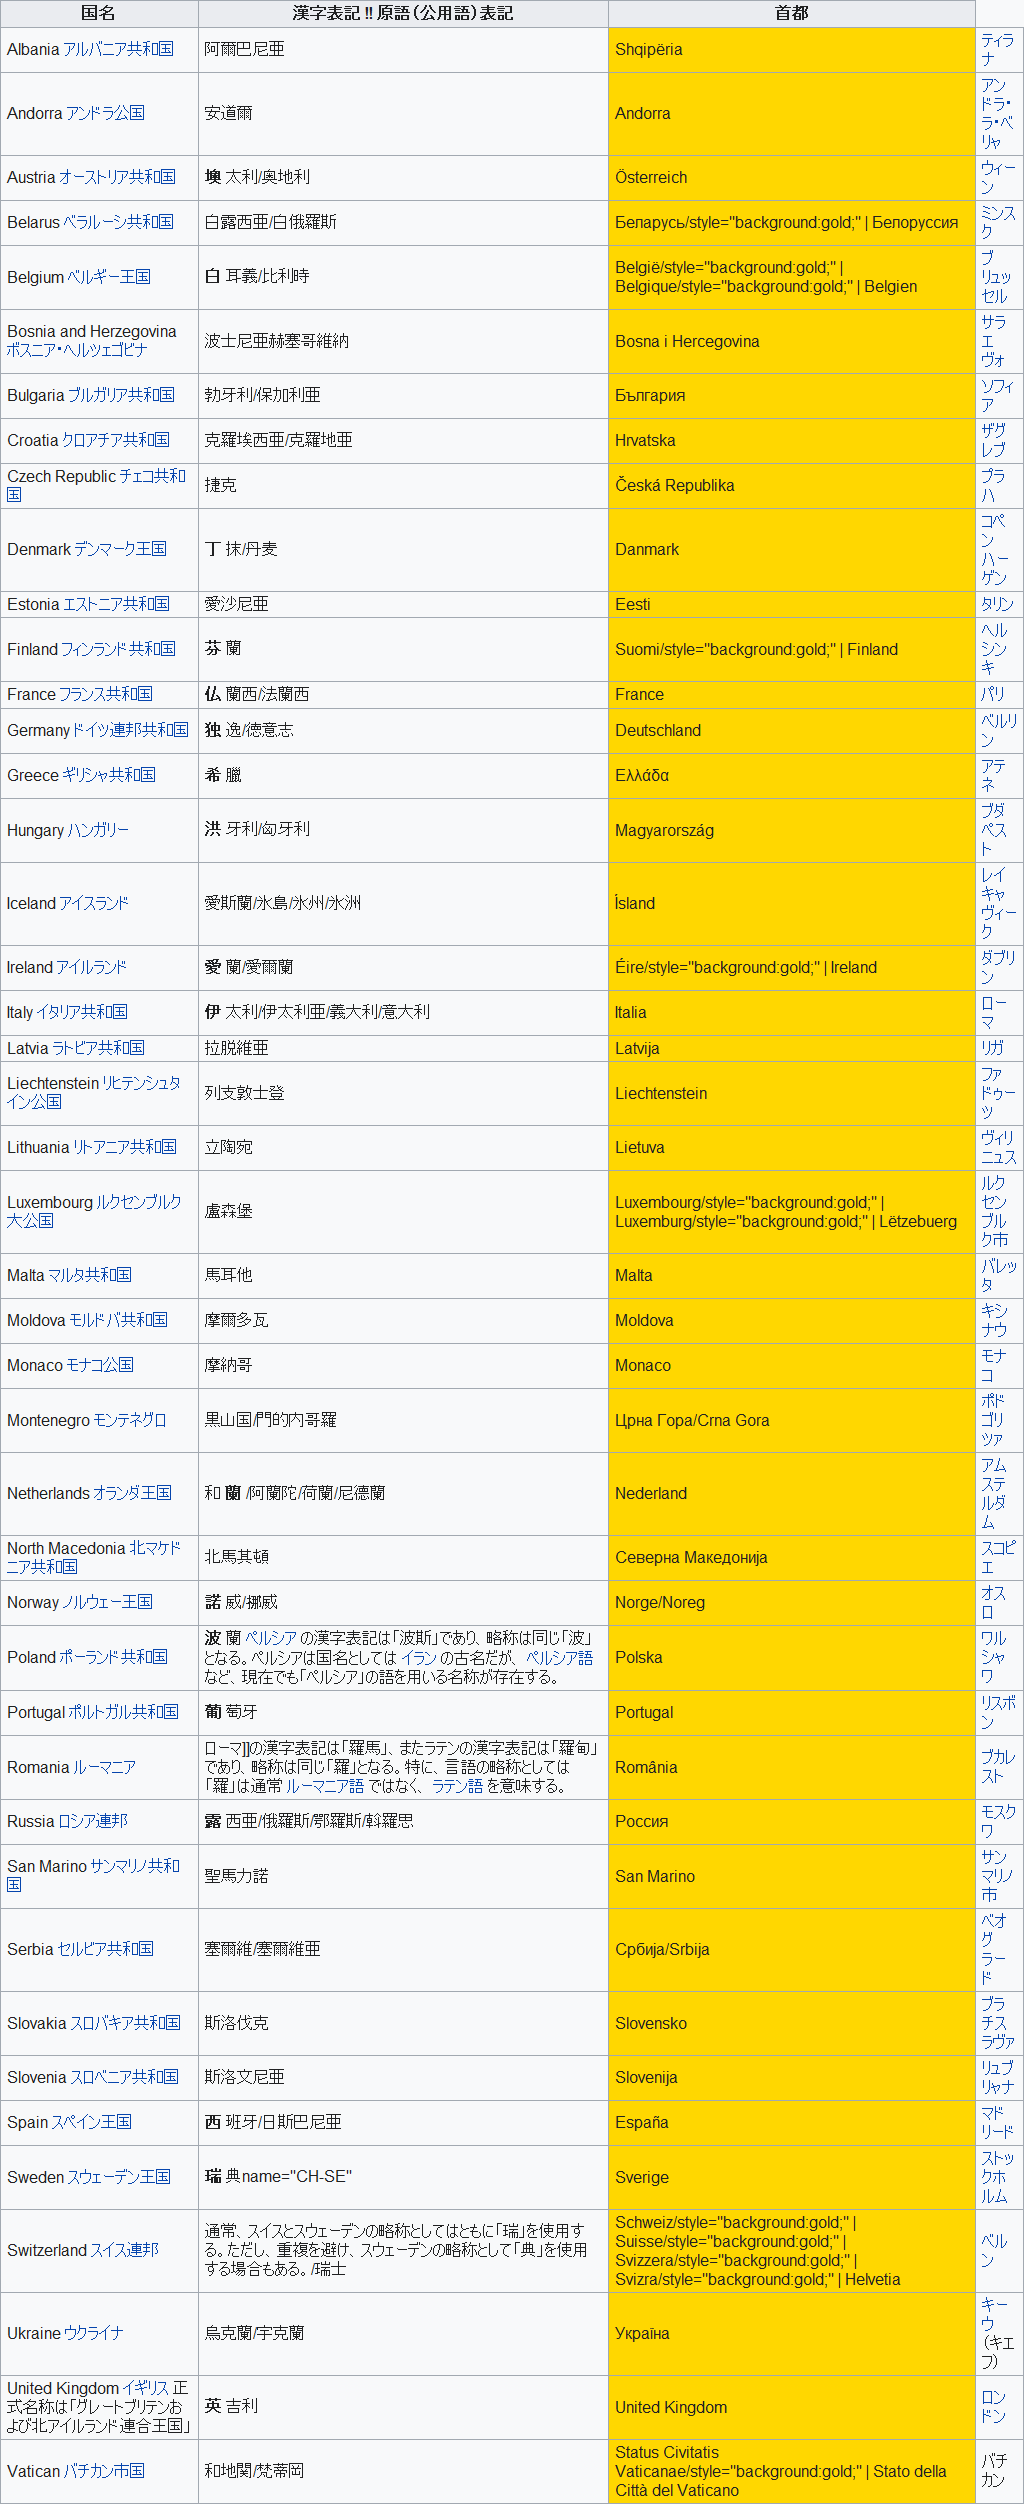 国名 漢字表記 !! 原語（公用語）表記 首都
Albania アルバニア共和国 阿爾巴尼亜 Shqipëria ティラ
ナ
Andorra アンドラ公国 安道爾 Andorra アン
ドラ・
ラ・ベ
リャ
Austria オーストリア共和国 墺 太利/奥地利 Österreich ウィー
ン
Belarus ベラルーシ共和国 白露西亜/白俄羅斯 Беларусь/style="background:gold;" | Белоруссия ミンス
ク
Belgium ベルギー王国 白 耳義/比利時 België/style="background:gold;" |
Belgique/style="background:gold;" | Belgien ブ
リュッ
セル
Bosnia and Herzegovina
ボスニア・ヘルツェゴビナ 波士尼亜赫塞哥維納 Bosna i Hercegovina サラ
エ
ヴォ
Bulgaria ブルガリア共和国 勃牙利/保加利亜 България ソフィ
ア
Croatia クロアチア共和国 克羅埃西亜/克羅地亜 Hrvatska ザグ
レブ
Czech Republic チェコ共和
国 捷克 Česká Republika プラ
ハ
Denmark デンマーク王国 丁 抹/丹麦 Danmark コペ
ン
ハー
ゲン
Estonia エストニア共和国 愛沙尼亜 Eesti タリン
Finland フィンランド共和国 芬 蘭 Suomi/style="background:gold;" | Finland ヘル
シン
キ
France フランス共和国 仏 蘭西/法蘭西 France パリ
Germany ドイツ連邦共和国 独 逸/徳意志 Deutschland ベルリ
ン
Greece ギリシャ共和国 希 臘 Ελλάδα アテ
ネ
Hungary ハンガリー 洪 牙利/匈牙利 Magyarország ブダ
ペス
ト
Iceland アイスランド 愛斯蘭/氷島/氷州/氷洲 Ísland レイ
キャ
ヴィー
ク
Ireland アイルランド 愛 蘭/愛爾蘭 Éire/style="background:gold;" | Ireland ダブリ
ン
Italy イタリア共和国 伊 太利/伊太利亜/義大利/意大利 Italia ロー
マ
Latvia ラトビア共和国 拉脱維亜 Latvija リガ
Liechtenstein リヒテンシュタ
イン公国 列支敦士登 Liechtenstein ファ
ドゥー
ツ
Lithuania リトアニア共和国 立陶宛 Lietuva ヴィリ
ニュス
Luxembourg ルクセンブルク
大公国 盧森堡 Luxembourg/style="background:gold;" |
Luxemburg/style="background:gold;" | Lëtzebuerg ルク
セン
ブル
ク市
Malta マルタ共和国 馬耳他 Malta バレッ
タ
Moldova モルドバ共和国 摩爾多瓦 Moldova キシ
ナウ
Monaco モナコ公国 摩納哥 Monaco モナ
コ
Montenegro モンテネグロ 黒山国/門的内哥羅 Црна Гора/Crna Gora ポド
ゴリ
ツァ
Netherlands オランダ王国 和 蘭 /阿蘭陀/荷蘭/尼德蘭 Nederland アム
ステ
ルダ
ム
North Macedonia 北マケド
ニア共和国 北馬其頓 Северна Македонија スコピ
エ
Norway ノルウェー王国 諾 威/挪威 Norge/Noreg オス
ロ
Poland ポーランド共和国 波 蘭 ペルシア の漢字表記は「波斯」であり、略称は同じ「波」
となる。ペルシアは国名としては イラン の古名だが、 ペルシア語
など、現在でも「ペルシア」の語を用いる名称が存在する。 Polska ワル
シャ
ワ
Portugal ポルトガル共和国 葡 萄牙 Portugal リスボ
ン
Romania ルーマニア ローマ]]の漢字表記は「羅馬」、またラテンの漢字表記は「羅甸」
であり、略称は同じ「羅」となる。特に、言語の略称としては
「羅」は通常 ルーマニア語 ではなく、 ラテン語 を意味する。 România ブカレ
スト
Russia ロシア連邦 露 西亜/俄羅斯/鄂羅斯/斡羅思 Россия モスク
ワ
San Marino サンマリノ共和
国 聖馬力諾 San Marino サン
マリノ
市
Serbia セルビア共和国 塞爾維/塞爾維亜 Србија/Srbija ベオ
グ
ラー
ド
Slovakia スロバキア共和国 斯洛伐克 Slovensko ブラ
チス
ラヴァ
Slovenia スロベニア共和国 斯洛文尼亜 Slovenija リュブ
リャナ
Spain スペイン王国 西 班牙/日斯巴尼亜 España マド
リード
Sweden スウェーデン王国 瑞 典name="CH-SE" Sverige ストッ
クホ
ルム
Switzerland スイス連邦 通常、スイスとスウェーデンの略称としてはともに「瑞」を使用す
る。ただし、重複を避け、スウェーデンの略称として「典」を使用
する場合もある。/瑞士 Schweiz/style="background:gold;" |
Suisse/style="background:gold;" |
Svizzera/style="background:gold;" |
Svizra/style="background:gold;" | Helvetia ベル
ン
Ukraine ウクライナ 烏克蘭/宇克蘭 Україна キー
ウ
（キエ
フ）
United Kingdom イギリス 正
式名称は「グレートブリテンお
よび北アイルランド連合王国」 英 吉利 United Kingdom ロン
ドン
Vatican バチカン市国 和地関/梵蒂岡 Status Civitatis
Vaticanae/style="background:gold;" | Stato della
Città del Vaticano バチ
カン